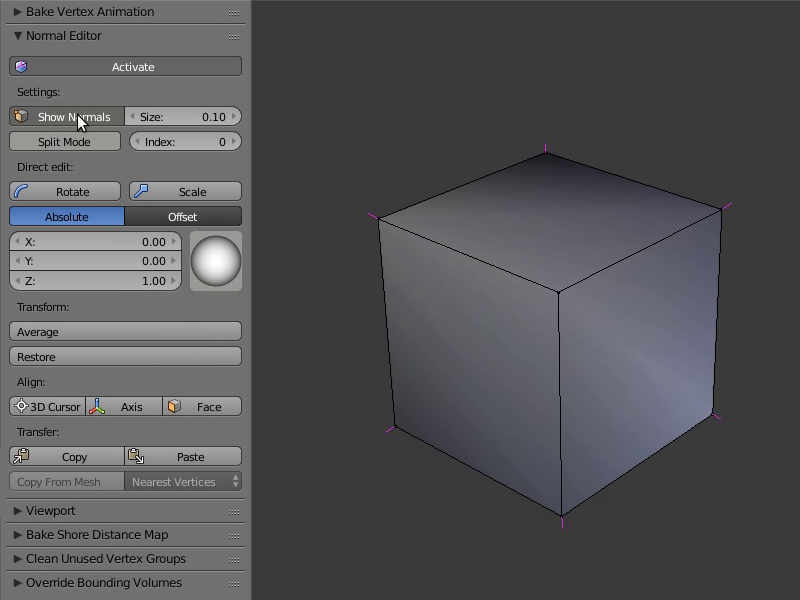 Bake Vertex Animation
Normal Editor
Activate
Settings:
Show Normals Size: 0.10
Split Mode Index: 0
Direct edit:
Rotate Scale
Absolute Offset
X: 0.00
Y: 0.00
Z: 1.00
Transform:
Average
Restore
Align:
3D Cursor Axis Face
Transfer:
Copy Paste
Copy From Mesh Nearest Vertices
Viewport
Bake Shore Distance Map
Clean Unused Vertex Groups
Override Bounding Volumes